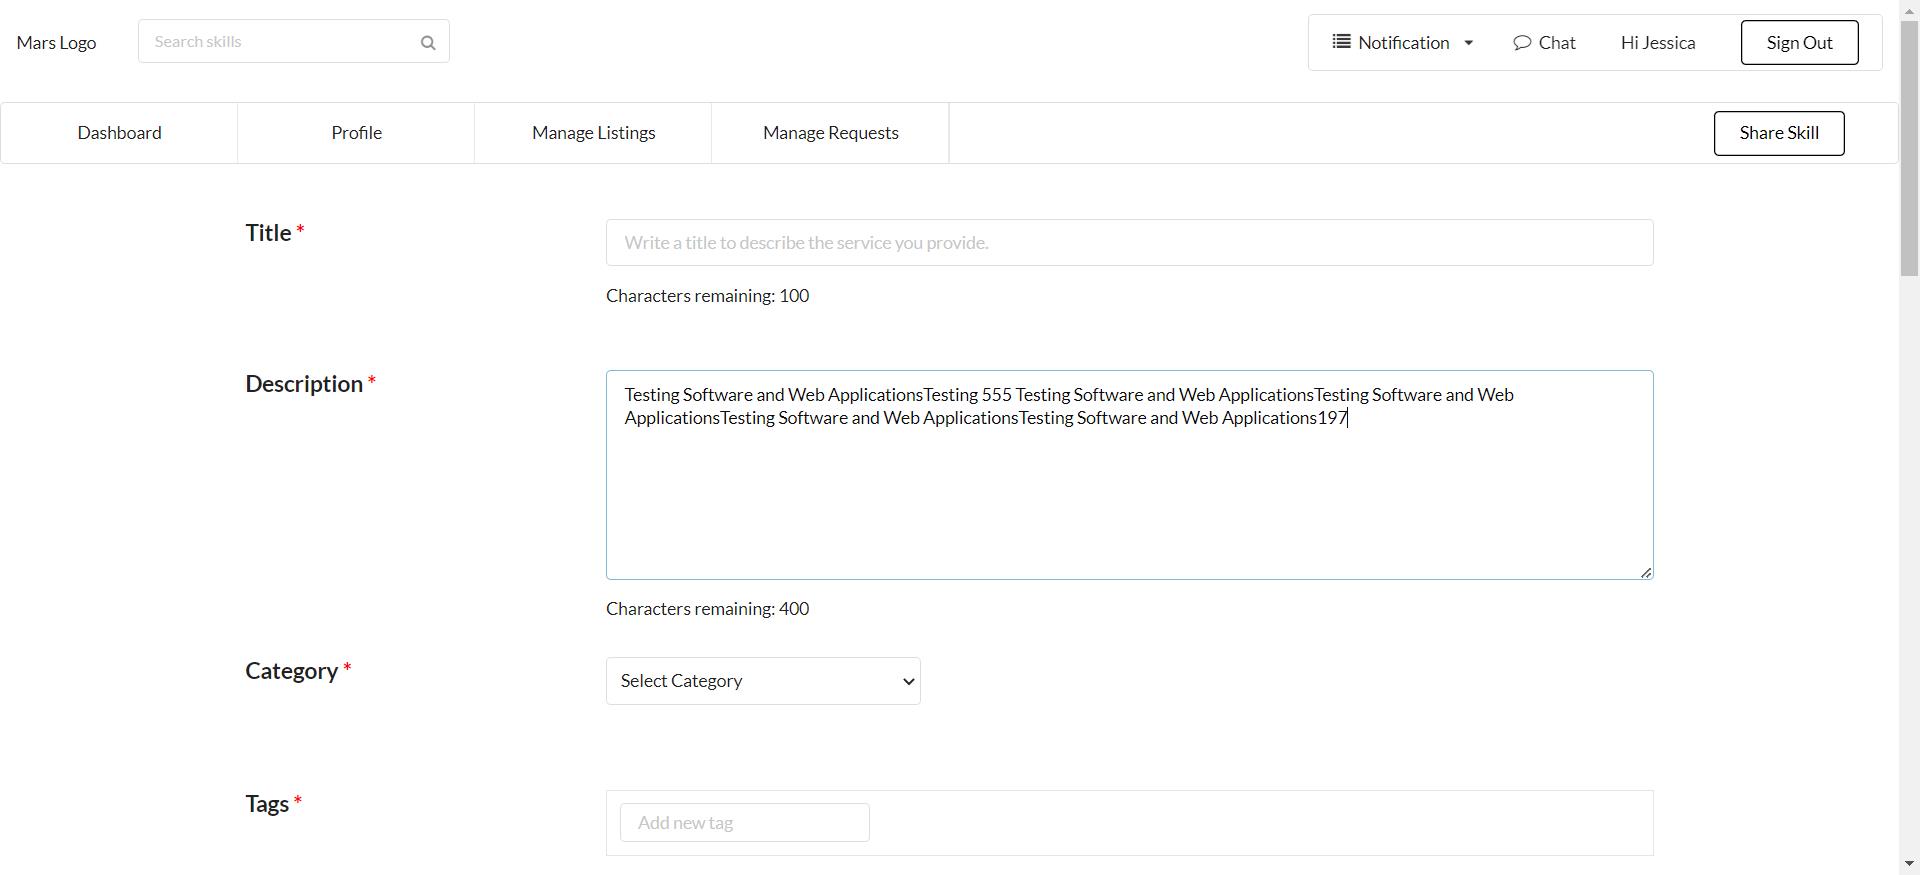 Mars Logo
Search skills
Notification
Chat
Hi Jessica
Sign Out
Dashboard
Profile
Manage Listings
Manage Requests
Share Skill
Title *
Write a title to describe the service you provide.
Characters remaining: 100
Description *
Testing Software and Web ApplicationsTesting 555 Testing Software and Web ApplicationsTesting Software and Web
ApplicationsTesting Software and Web ApplicationsTesting Software and Web Applications197
Characters remaining: 400
Category *
Select Category
Tags *
Add new tag